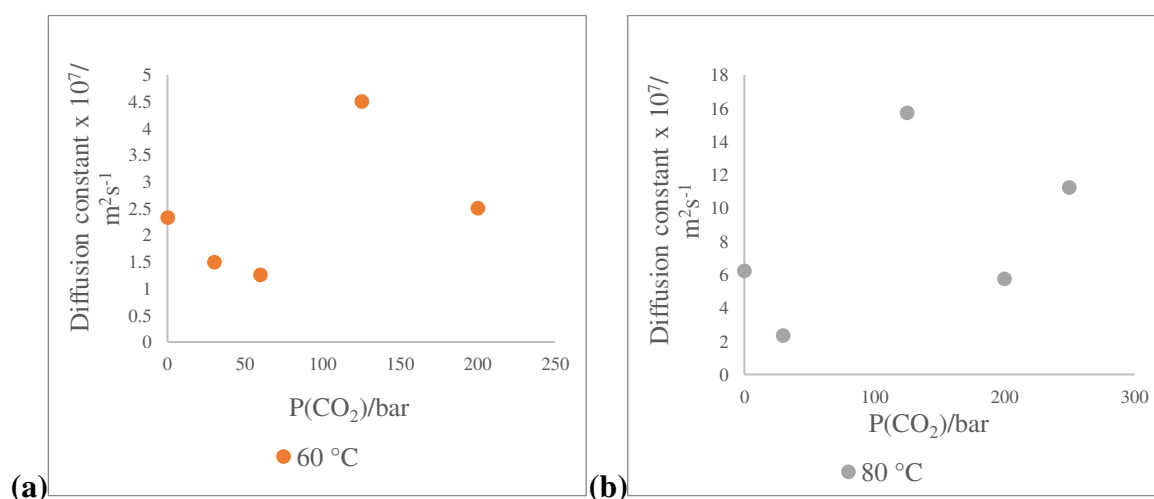 Diffusion constant x 10⁷/
m²s⁻¹
5
4.5
4
3.5
3
2.5
2
1.5
1
0.5
0
0 50 100 150 200 250
P(CO₂)/bar
60 °C
(a)
Diffusion constant x 10⁷/
m²s⁻¹
18
16
14
12
10
8
6
4
2
0
0 100 200 300
P(CO₂)/bar
80 °C
(b)